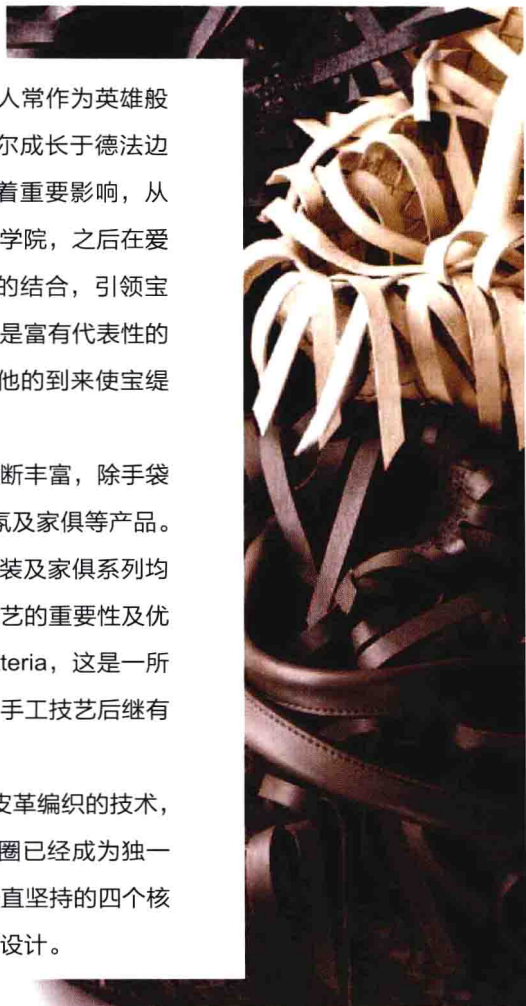 人常作为英雄般
尔成长于德法边
着重要影响，从
学院，之后在爱
的结合，引领宝
是富有代表性的
他的到来使宝缇
断丰富，除手袋
氛及家俱等产品。
装及家俱系列均
艺的重要性及优
teria，这是一所
手工技艺后继有
皮革编织的技术，
圈已经成为独一
直坚持的四个核
设计。